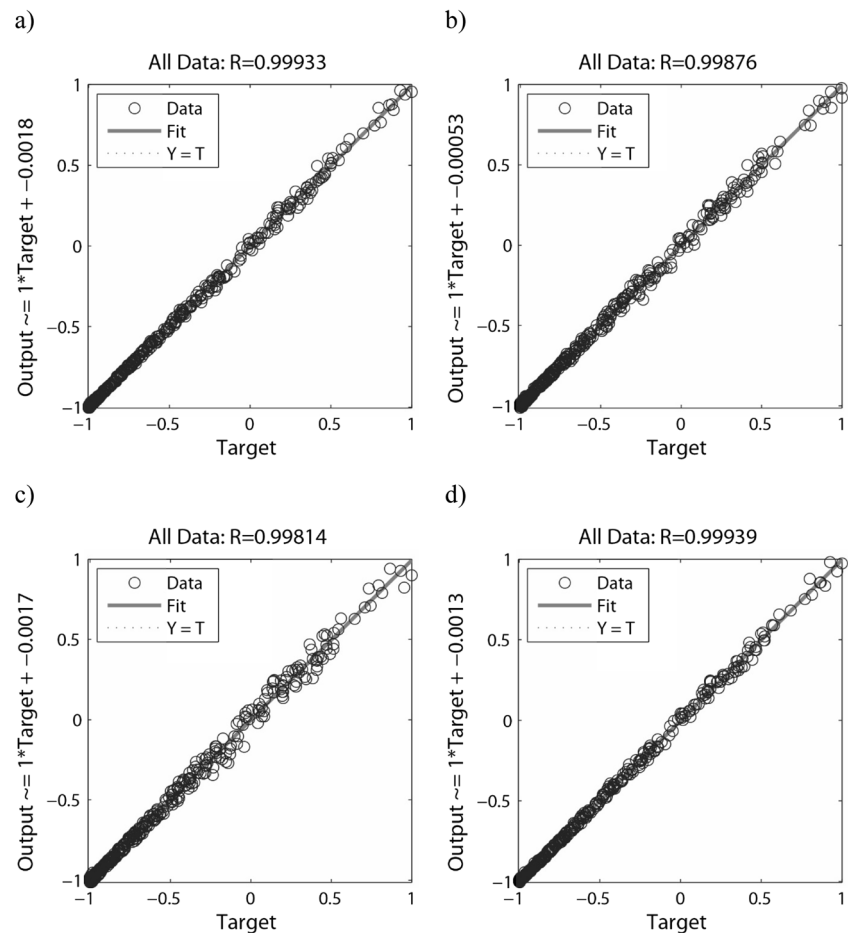 a)
All Data: R=0.99933
Output ~= 1*Target + −0.0018
1
0.5
0
−0.5
−1
Data
Fit
Y = T
−1
−0.5
0
0.5
1
Target
b)
All Data: R=0.99876
Output ~= 1*Target + −0.00053
1
0.5
0
−0.5
−1
Data
Fit
Y = T
−1
−0.5
0
0.5
1
Target
c)
All Data: R=0.99814
Output ~= 1*Target + −0.0017
1
0.5
0
−0.5
−1
Data
Fit
Y = T
−1
−0.5
0
0.5
1
Target
d)
All Data: R=0.99939
Output ~= 1*Target + −0.0013
1
0.5
0
−0.5
−1
Data
Fit
Y = T
−1
−0.5
0
0.5
1
Target